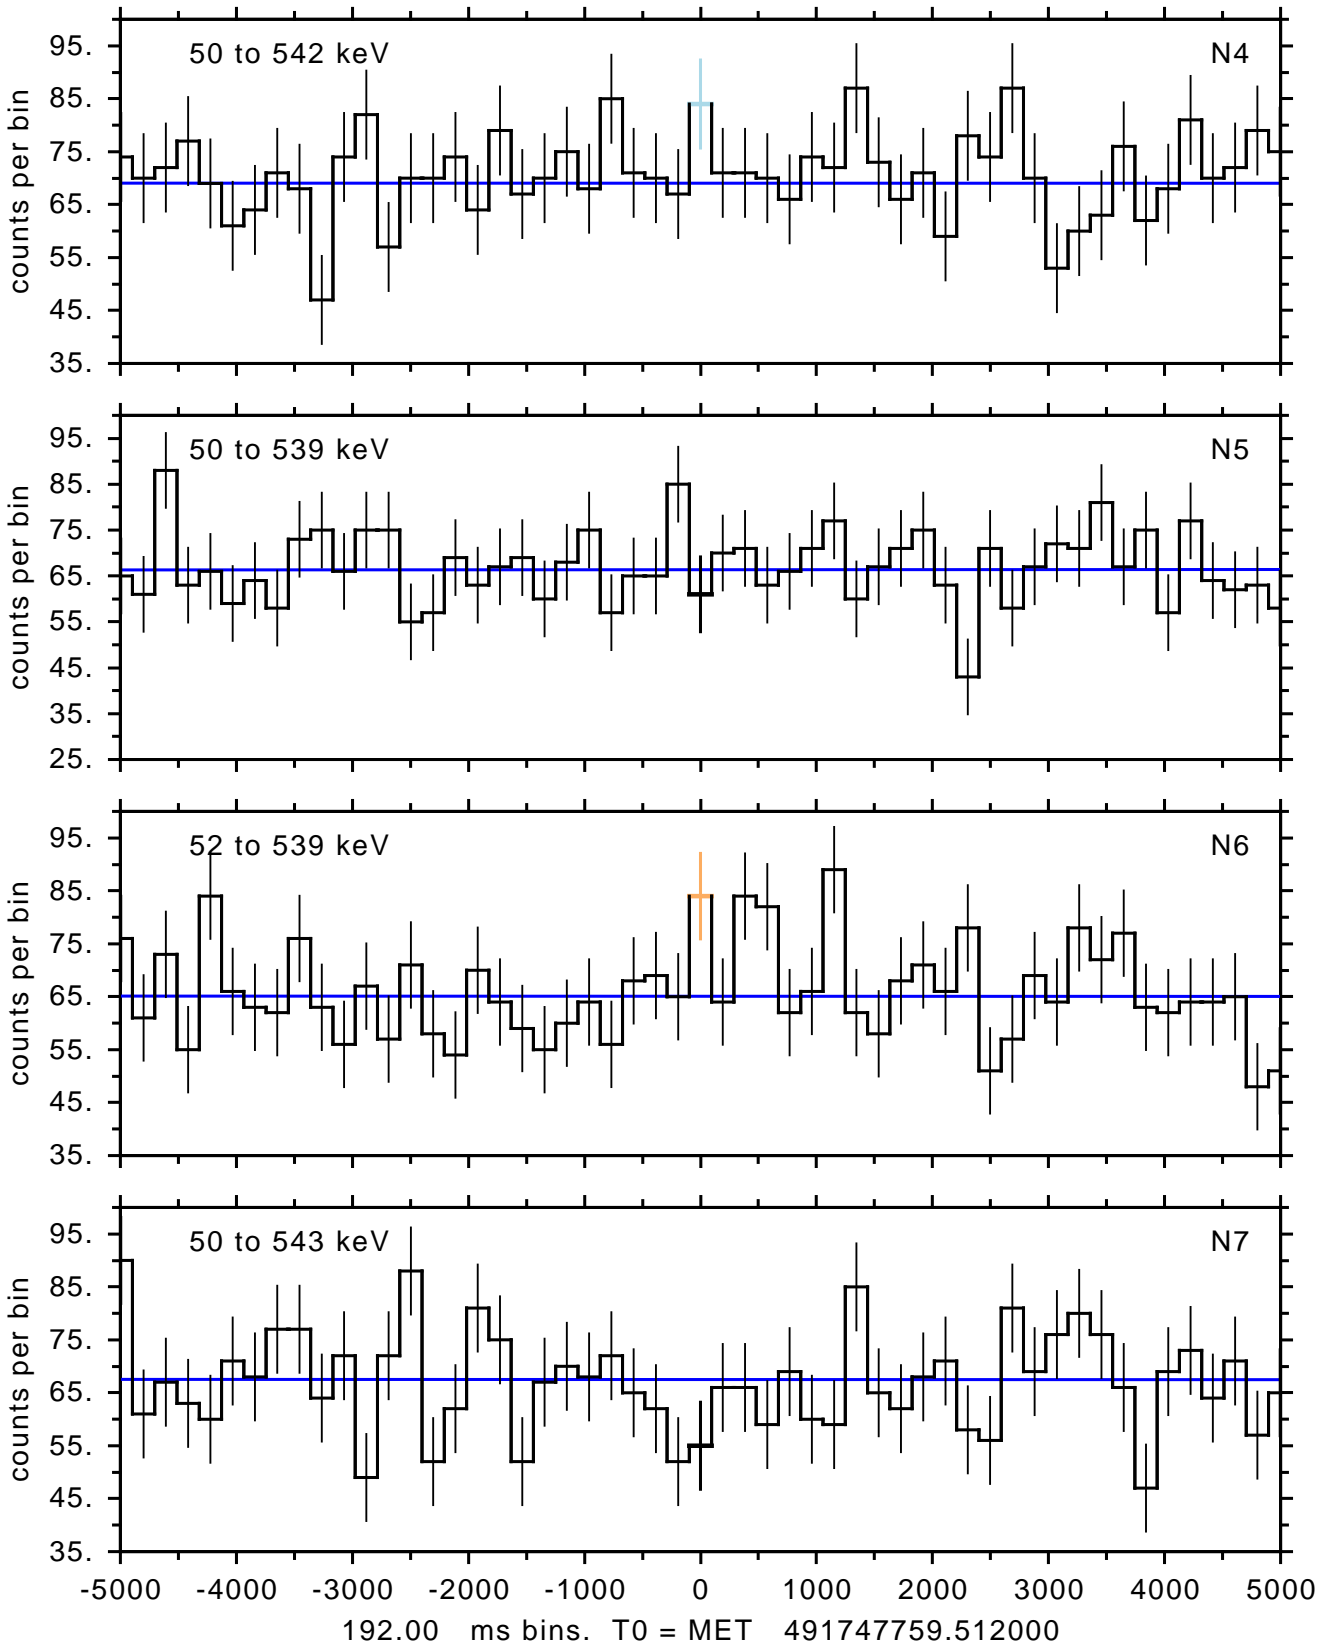 50 to 542 keV N4
95.
85.
75.
65.
55.
45.
35.
counts per bin
50 to 539 keV N5
95.
85.
75.
65.
55.
45.
35.
25.
counts per bin
52 to 539 keV N6
95.
85.
75.
65.
55.
45.
35.
counts per bin
50 to 543 keV N7
95.
85.
75.
65.
55.
45.
35.
counts per bin
-5000 -4000 -3000 -2000 -1000 0 1000 2000 3000 4000 5000
192.00 ms bins. T0 = MET 491747759.512000